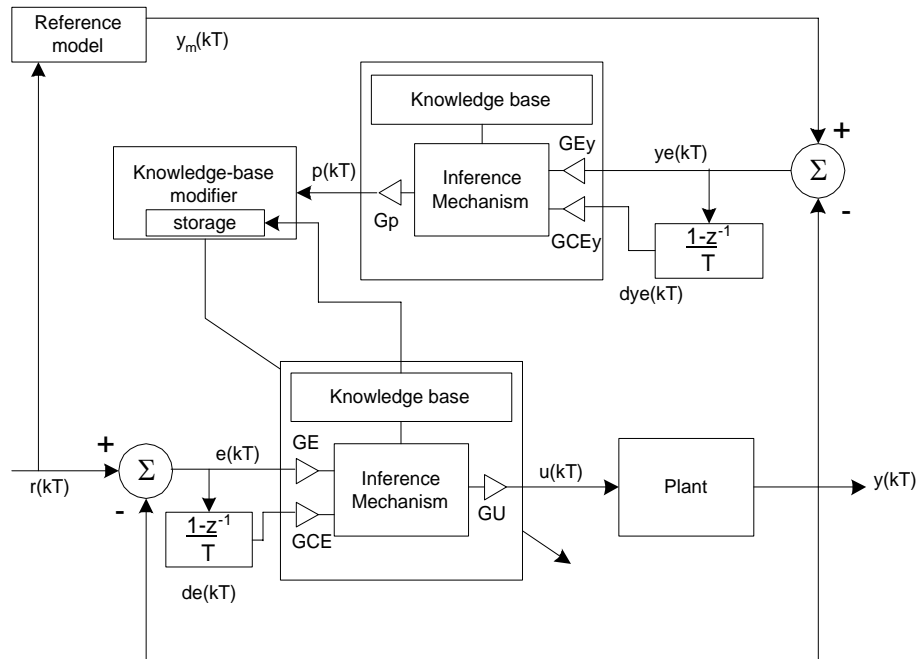 Reference
model
y_m(kT)
Knowledge base
+
GEy
ye(kT)
Σ
Knowledge-base
modifier
storage
p(kT)
Inference
Mechanism
Gp
-
GCEy
1-z^-1
T
dye(kT)
Knowledge base
+
e(kT)
GE
Σ
Inference
Mechanism
u(kT)
Plant
y(kT)
r(kT)
-
GU
1-z^-1
T
GCE
de(kT)